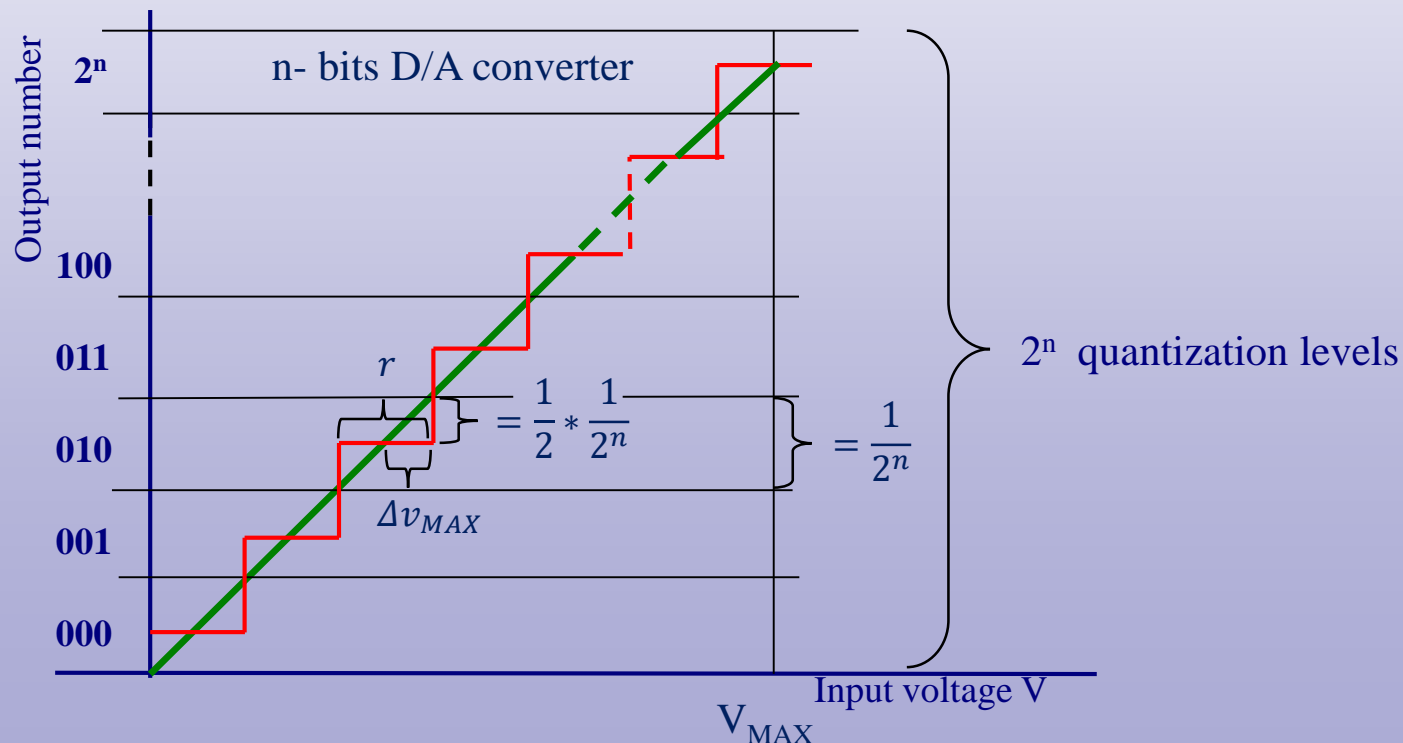 Output number
2ⁿ
n- bits D/A converter
100
011
010
001
000
r
= 1/2 * 1/2ⁿ
= 1/2ⁿ
Δv_MAX
2ⁿ quantization levels
Input voltage V
V_MAX